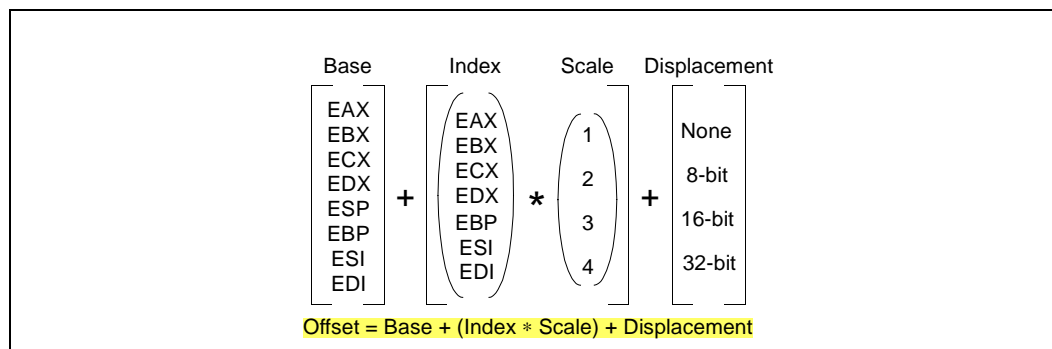 Base Index Scale Displacement
EAX
EBX
ECX
EDX
ESP
EBP
ESI
EDI
+
EAX
EBX
ECX
EDX
EBP
ESI
EDI
*
1
2
3
4
+
None
8-bit
16-bit
32-bit
Offset = Base + (Index * Scale) + Displacement